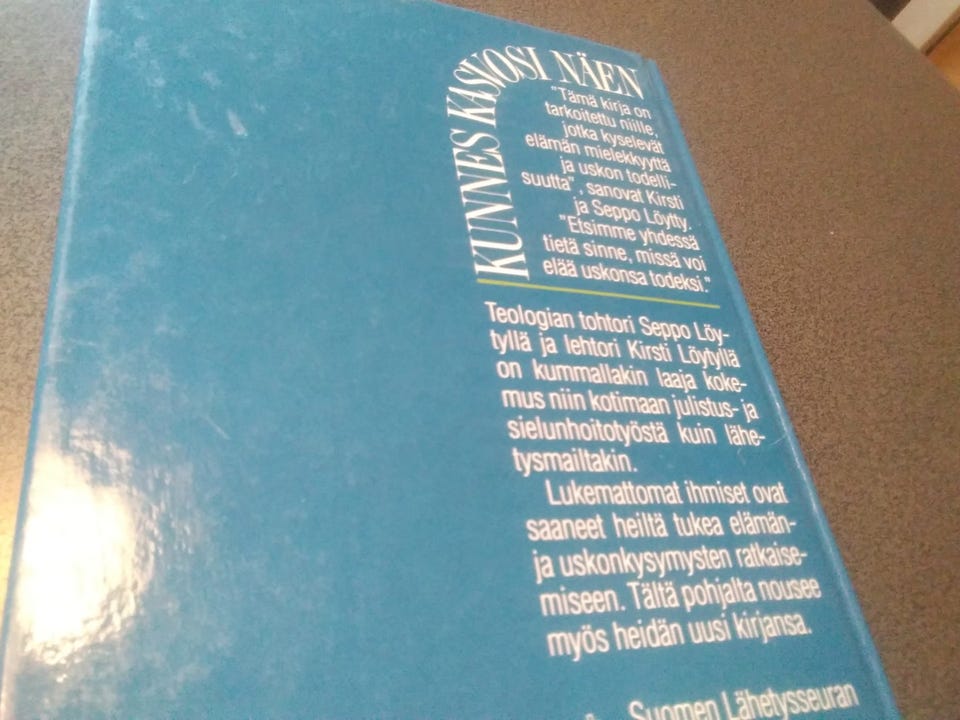 KUNNES KASVOSI NÄEN
"Tämä kirja on
tarkoitettu niille,
jotka kyselevät
elämän mielekkyyttä
ja uskon todelli-
suutta", sanovat Kirsti
ja Seppo Löytty.
"Etsimme yhdessä
tietä sinne, missä voi
elää uskonsa todeksi."
Teologian tohtori Seppo Löy-
tyllä ja lehtori Kirsti Löytyllä
on kummallakin laaja koke-
mus niin kotimaan julistus- ja
sielunhoitotyöstä kuin lähe-
tysmailtakin.
Lukemattomat ihmiset ovat
saaneet heiltä tukea elämän-
ja uskonkysymysten ratkaise-
miseen. Tältä pohjalta nousee
myös heidän uusi kirjansa.
Suomen Lähetysseuran